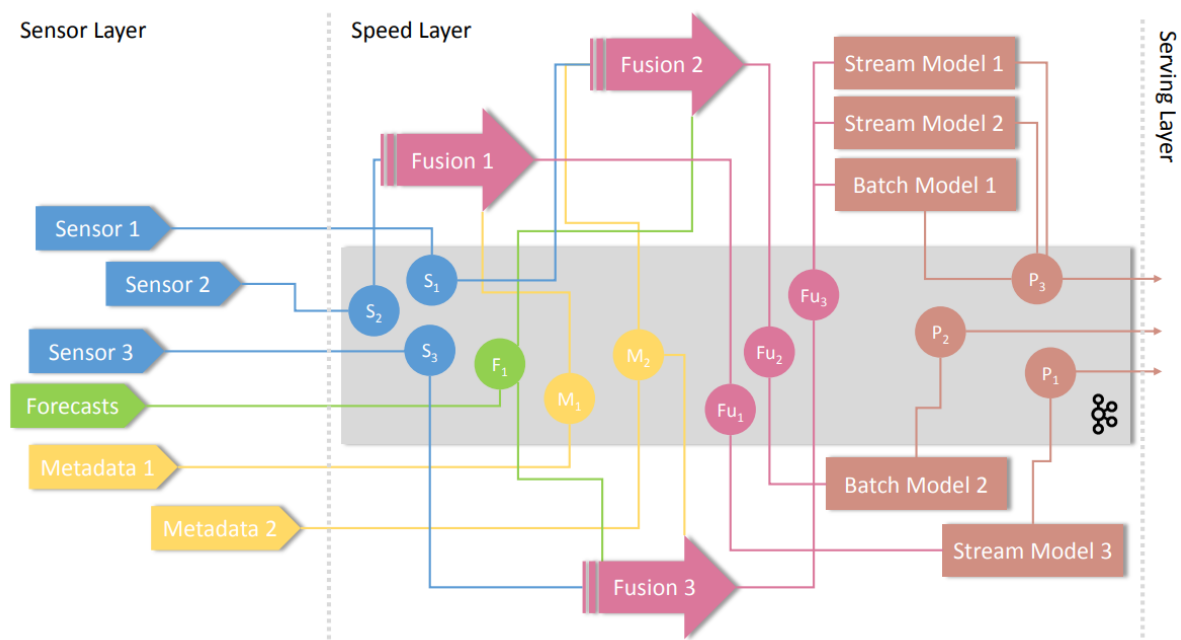 Sensor Layer
Speed Layer
Serving Layer
Fusion 2
Stream Model 1
Stream Model 2
Fusion 1
Batch Model 1
Sensor 1
Sensor 2
Sensor 3
Forecasts
Metadata 1
Metadata 2
S1
S2
S3
F1
M1
M2
Fu1
Fu2
Fu3
P3
P2
P1
Batch Model 2
Stream Model 3
Fusion 3